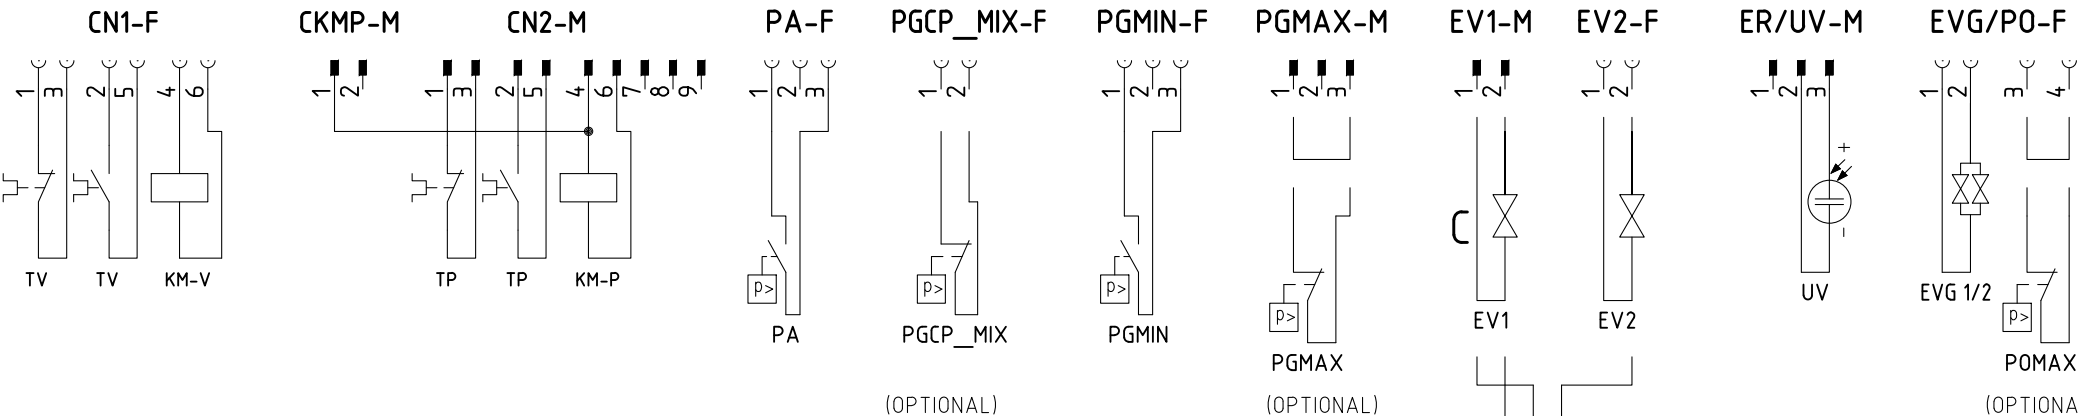 CN1-F CKMP-M CN2-M PA-F PGCP_MIX-F PGMIN-F PGMAX-M EV1-M EV2-F ER/UV-M EVG/PO-F
1 3 2 5 4 6 1 2 1 3 2 5 4 6 7 8 9 1 2 3 1 2 1 2 3 1 2 3 1 2 1 2 1 2 3 1 2 3 4
+
-
p> p> p> p> p>
TV TV KM-V TP TP KM-P PA PGCP_MIX PGMIN PGMAX EV1 EV2 UV EVG 1/2 POMAX
(OPTIONAL) (OPTIONAL) (OPTIONA